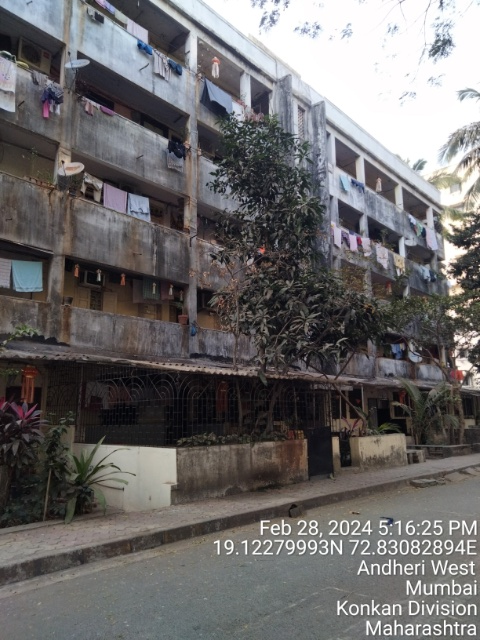 Feb 28, 2024 5:16:25 PM
19.12279993N 72.83082894E
Andheri West
Mumbai
Konkan Division
Maharashtra